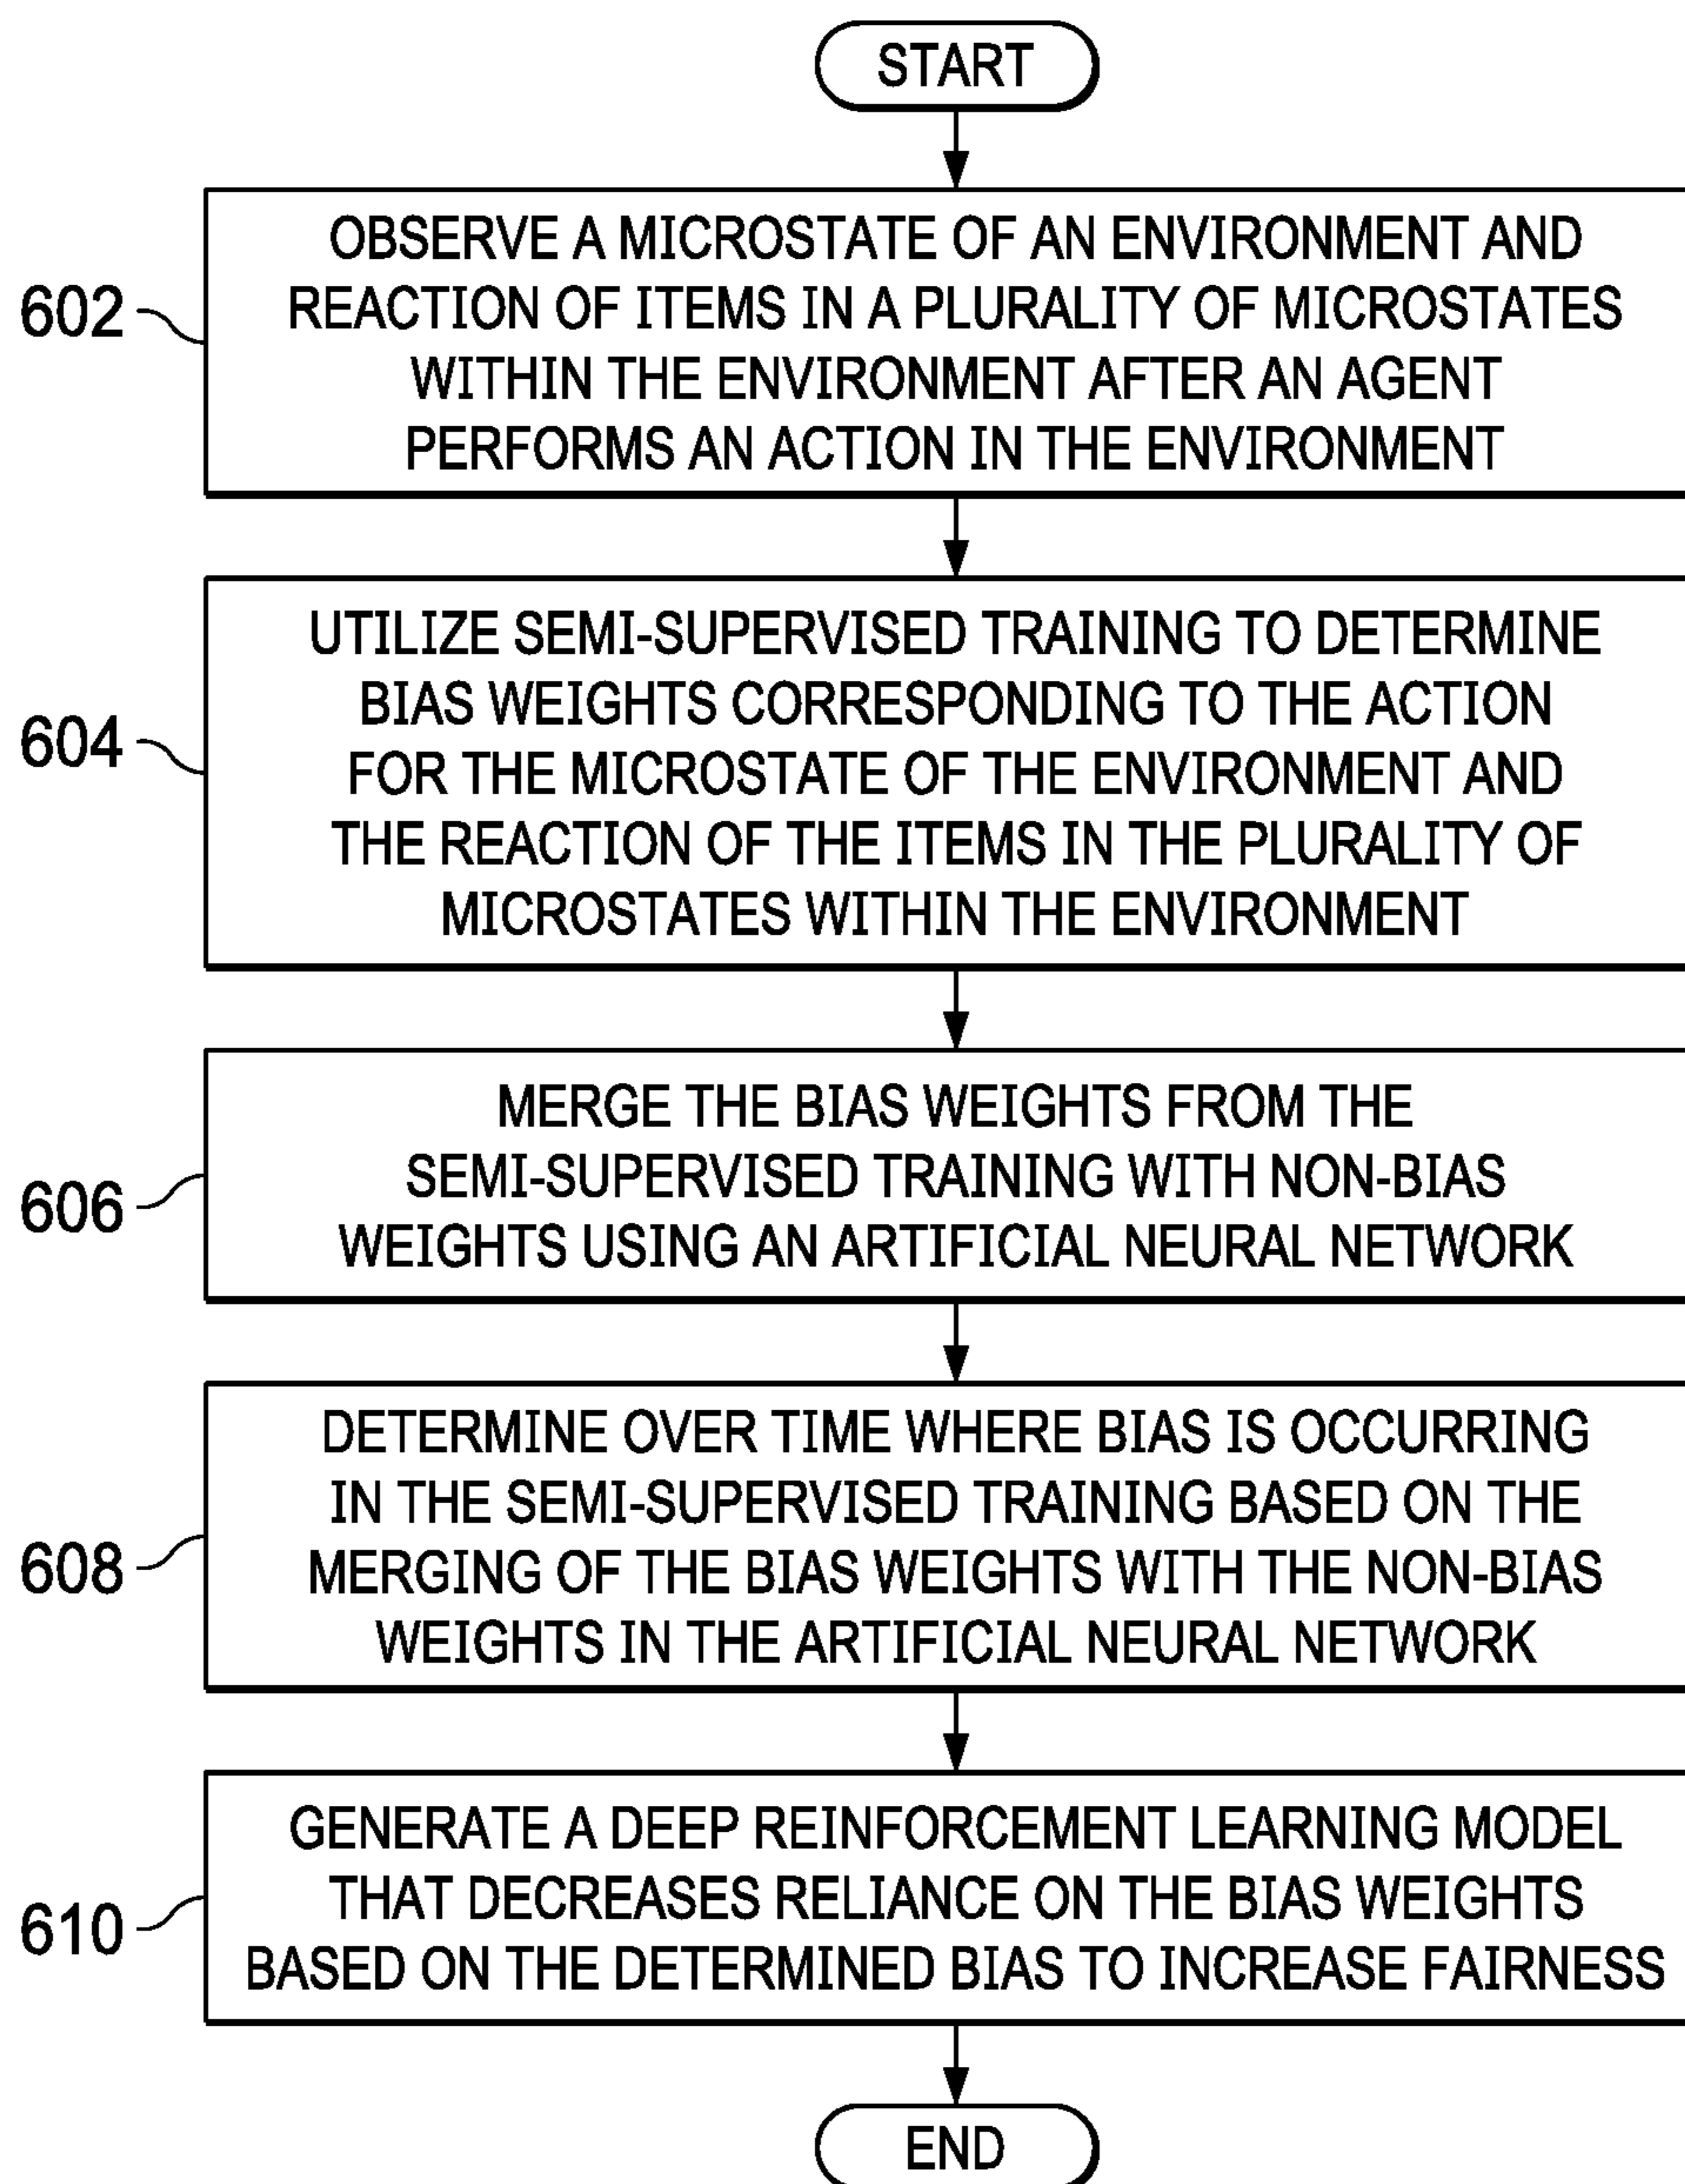 START
602
OBSERVE A MICROSTATE OF AN ENVIRONMENT AND
REACTION OF ITEMS IN A PLURALITY OF MICROSTATES
WITHIN THE ENVIRONMENT AFTER AN AGENT
PERFORMS AN ACTION IN THE ENVIRONMENT
604
UTILIZE SEMI-SUPERVISED TRAINING TO DETERMINE
BIAS WEIGHTS CORRESPONDING TO THE ACTION
FOR THE MICROSTATE OF THE ENVIRONMENT AND
THE REACTION OF THE ITEMS IN THE PLURALITY OF
MICROSTATES WITHIN THE ENVIRONMENT
606
MERGE THE BIAS WEIGHTS FROM THE
SEMI-SUPERVISED TRAINING WITH NON-BIAS
WEIGHTS USING AN ARTIFICIAL NEURAL NETWORK
608
DETERMINE OVER TIME WHERE BIAS IS OCCURRING
IN THE SEMI-SUPERVISED TRAINING BASED ON THE
MERGING OF THE BIAS WEIGHTS WITH THE NON-BIAS
WEIGHTS IN THE ARTIFICIAL NEURAL NETWORK
610
GENERATE A DEEP REINFORCEMENT LEARNING MODEL
THAT DECREASES RELIANCE ON THE BIAS WEIGHTS
BASED ON THE DETERMINED BIAS TO INCREASE FAIRNESS
END